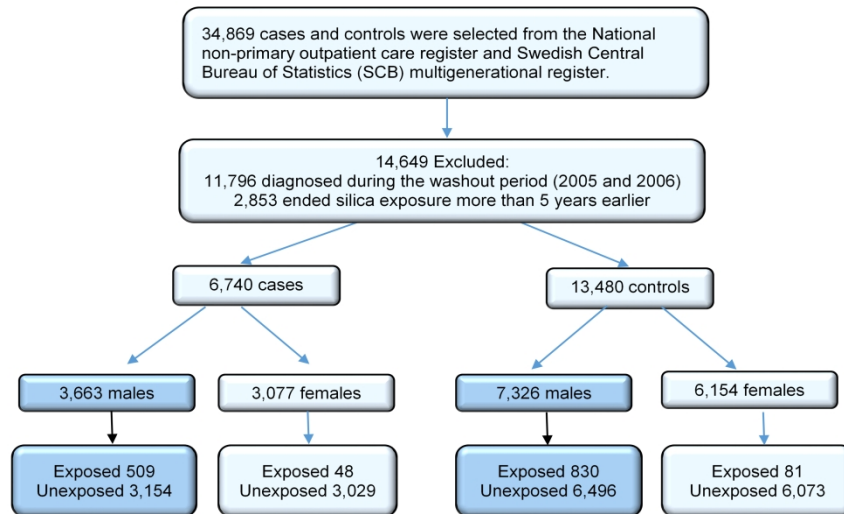 34,869 cases and controls were selected from the National
non-primary outpatient care register and Swedish Central
Bureau of Statistics (SCB) multigenerational register.
14,649 Excluded:
11,796 diagnosed during the washout period (2005 and 2006)
2,853 ended silica exposure more than 5 years earlier
6,740 cases
13,480 controls
3,663 males
3,077 females
7,326 males
6,154 females
Exposed 509
Unexposed 3,154
Exposed 48
Unexposed 3,029
Exposed 830
Unexposed 6,496
Exposed 81
Unexposed 6,073